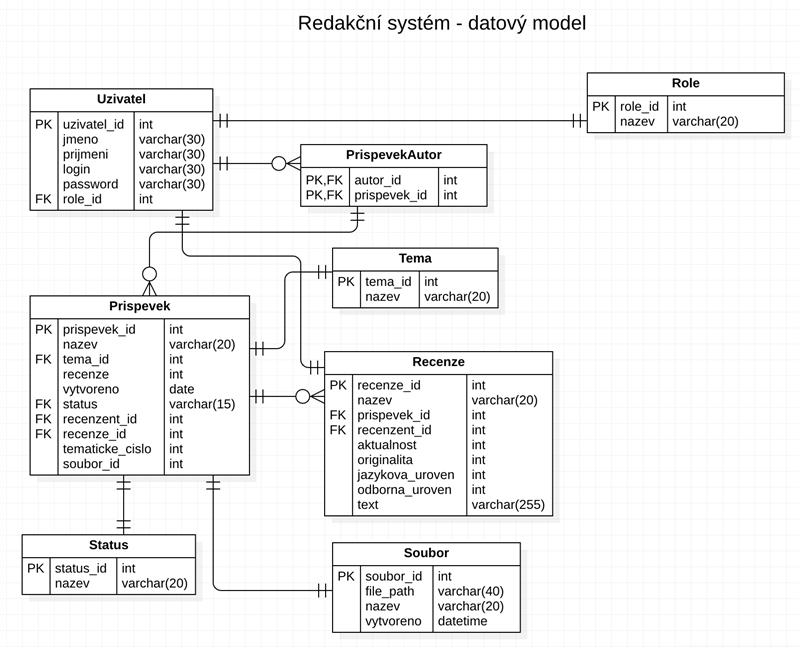 Redakční systém - datový model
Role
PK role_id int
nazev varchar(20)
Uzivatel
PK uzivatel_id int
jmeno varchar(30)
prijmeni varchar(30)
login varchar(30)
password varchar(30)
FK role_id int
PrispevekAutor
PK,FK autor_id int
PK,FK prispevek_id int
Tema
PK tema_id int
nazev varchar(20)
Prispevek
PK prispevek_id int
nazev varchar(20)
FK tema_id int
recenze int
vytvoreno date
FK status varchar(15)
FK recenzent_id int
FK recenze_id int
tematicke_cislo int
soubor_id int
Recenze
PK recenze_id int
nazev varchar(20)
FK prispevek_id int
FK recenzent_id int
aktualnost int
originalita int
jazykova_uroven int
odborna_uroven int
text varchar(255)
Status
PK status_id int
nazev varchar(20)
Soubor
PK soubor_id int
file_path varchar(40)
nazev varchar(20)
vytvoreno datetime